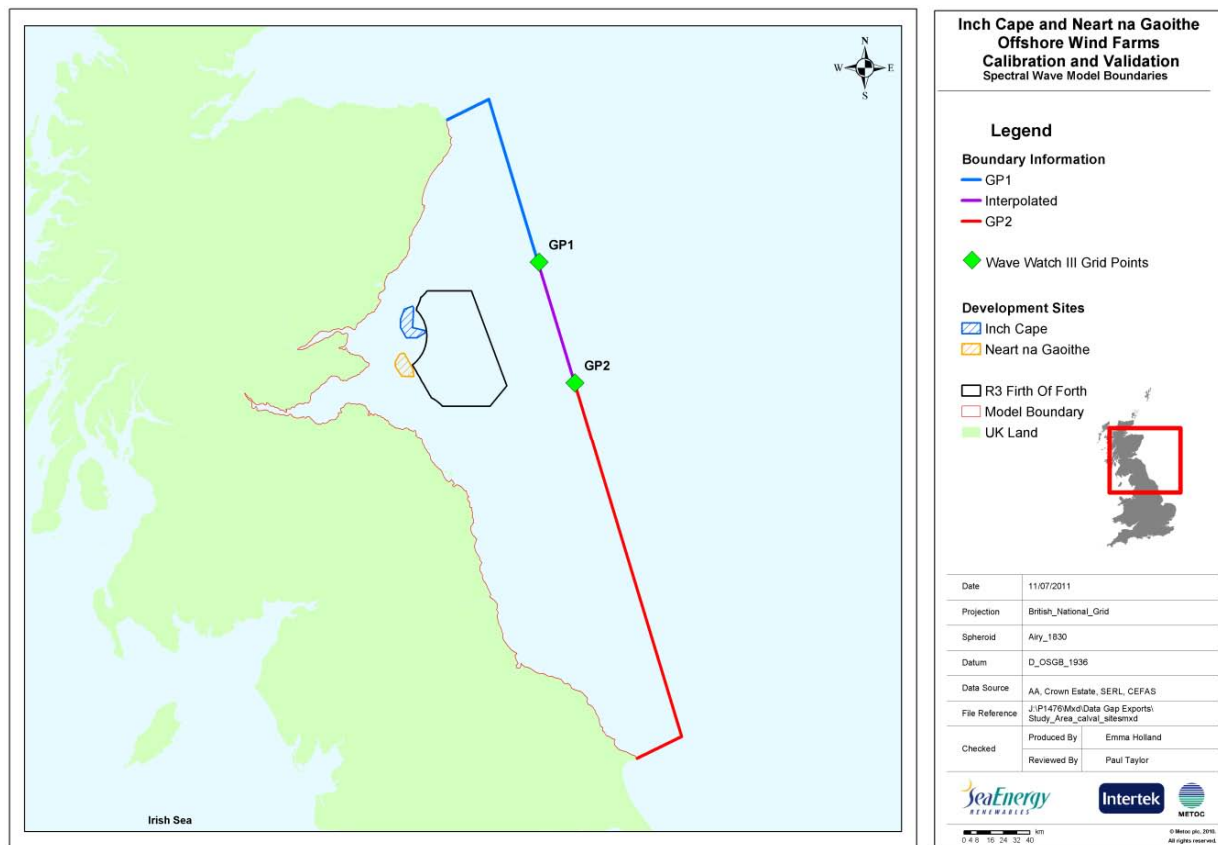 N
W E
S
GP1
GP2
Irish Sea
Inch Cape and Neart na Gaoithe
Offshore Wind Farms
Calibration and Validation
Spectral Wave Model Boundaries
Legend
Boundary Information
GP1
Interpolated
GP2
Wave Watch III Grid Points
Development Sites
Inch Cape
Neart na Gaoithe
R3 Firth Of Forth
Model Boundary
UK Land
Date 11/07/2011
Projection British_National_Grid
Spheroid Airy_1830
Datum D_OSGB_1936
Data Source AA, Crown Estate, SERL, CEFAS
File Reference J:\P1476\Mxd\Data Gap Exports\
Study_Area_calval_sitesmxd
Checked
Produced By Emma Holland
Reviewed By Paul Taylor
SeaEnergy
RENEWABLES
Intertek
METOC
0 4 8 16 24 32 40 km
© Metoc plc, 2010.
All rights reserved.